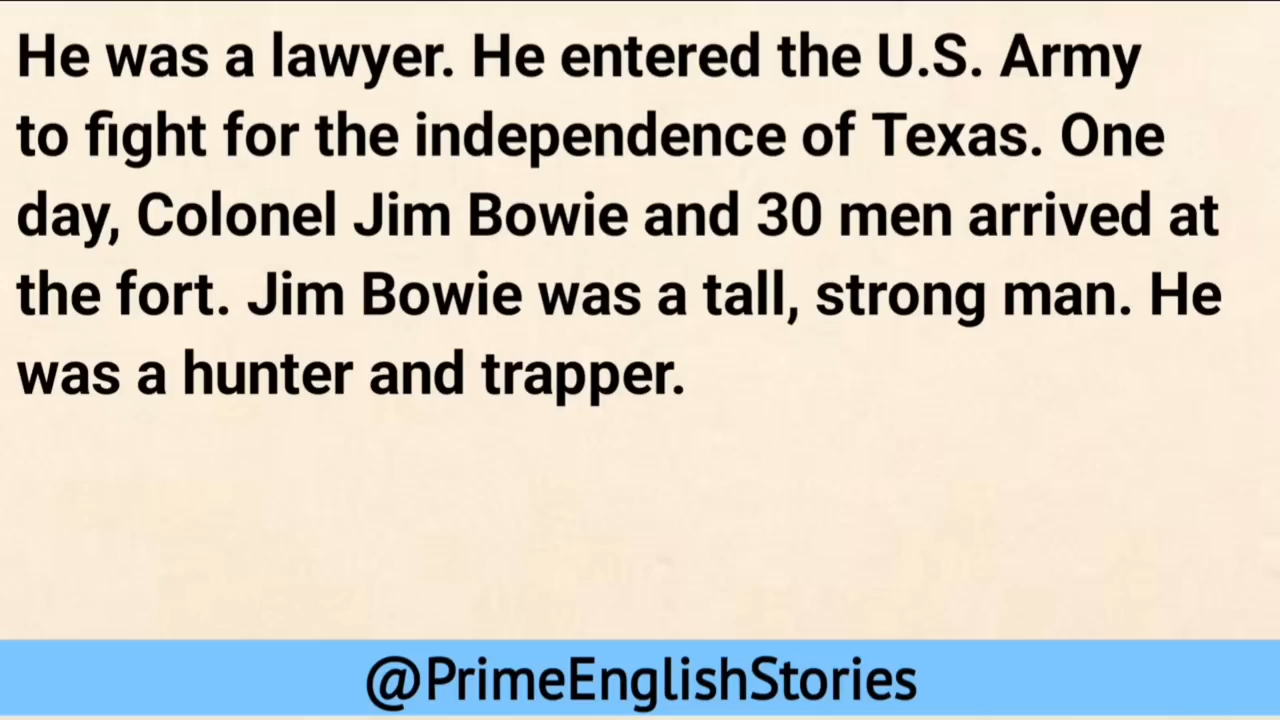 He was a lawyer. He entered the U.S. Army
to fight for the independence of Texas. One
day, Colonel Jim Bowie and 30 men arrived at
the fort. Jim Bowie was a tall, strong man. He
was a hunter and trapper.
@PrimeEnglishStories